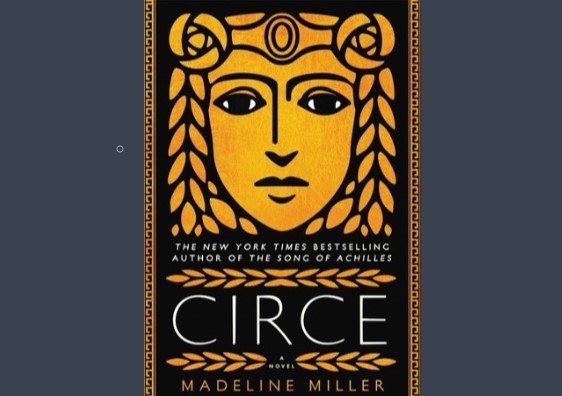 THE NEW YORK TIMES BESTSELLING
AUTHOR OF THE SONG OF ACHILLES
CIRCE
A
NOVEL
MADELINE MILLER